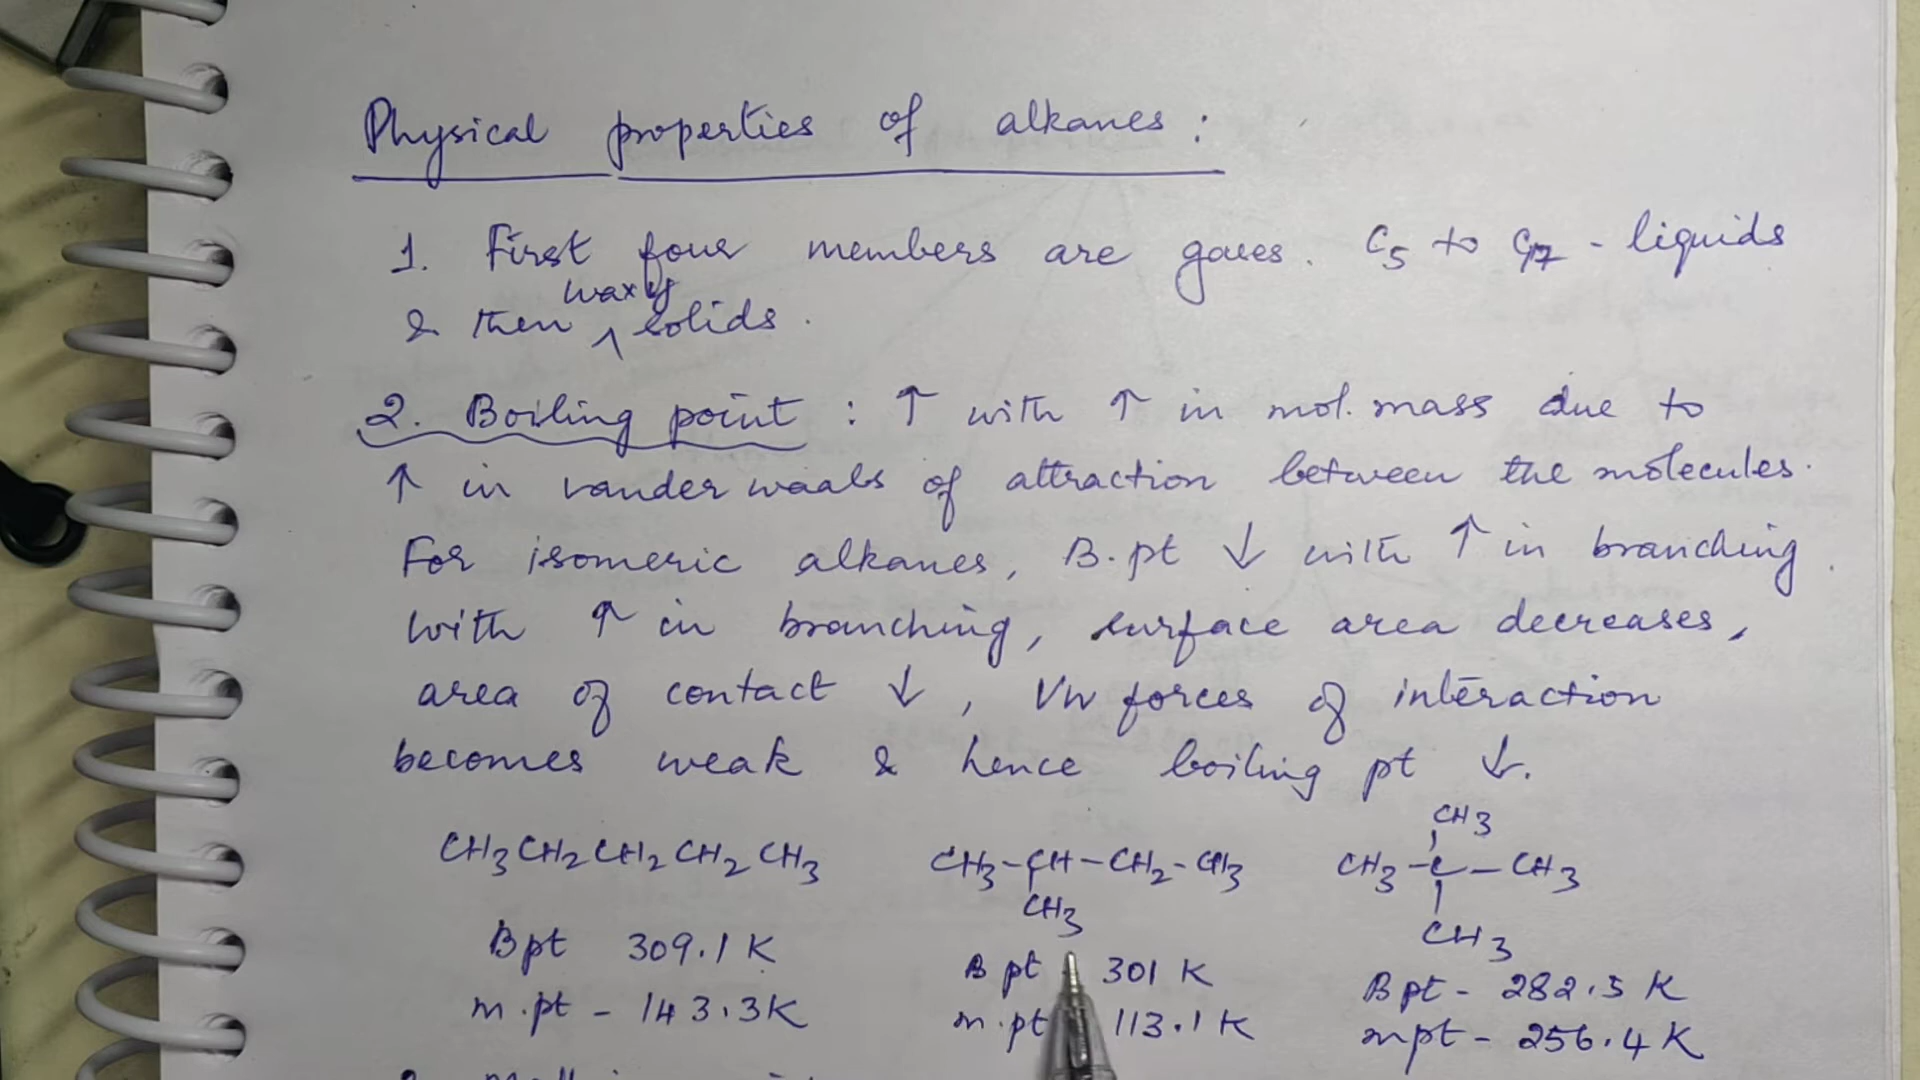 Physical properties of alkanes :
1. First four members are gases. C5 to C17 - liquids
& then waxy solids.
2. Boiling point : ↑ with ↑ in mol. mass due to
↑ in vander waals of attraction between the molecules.
For isomeric alkanes, B.pt ↓ with ↑ in branching.
With ↑ in branching, surface area decreases,
area of contact ↓, VW forces of interaction
becomes weak & hence boiling pt ↓.
CH3
CH3CH2CH2CH2CH3 CH3-CH-CH2-CH3 CH3-C-CH3
CH3 CH3
Bpt 309.1 K B pt 301 K Bpt - 282.5 K
m.pt - 143.3K m.pt 113.1 K mpt - 256.4 K